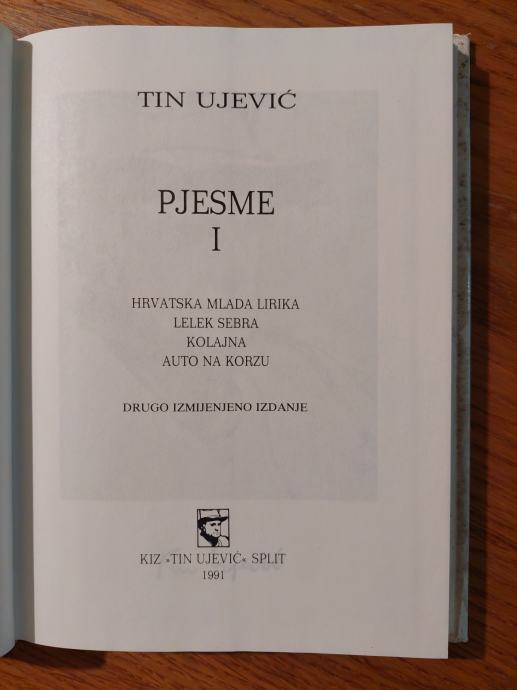 TIN UJEVIĆ
PJESME
I
HRVATSKA MLADA LIRIKA
LELEK SEBRA
KOLAJNA
AUTO NA KORZU
DRUGO IZMIJENJENO IZDANJE
KIZ »TIN UJEVIĆ« SPLIT
1991